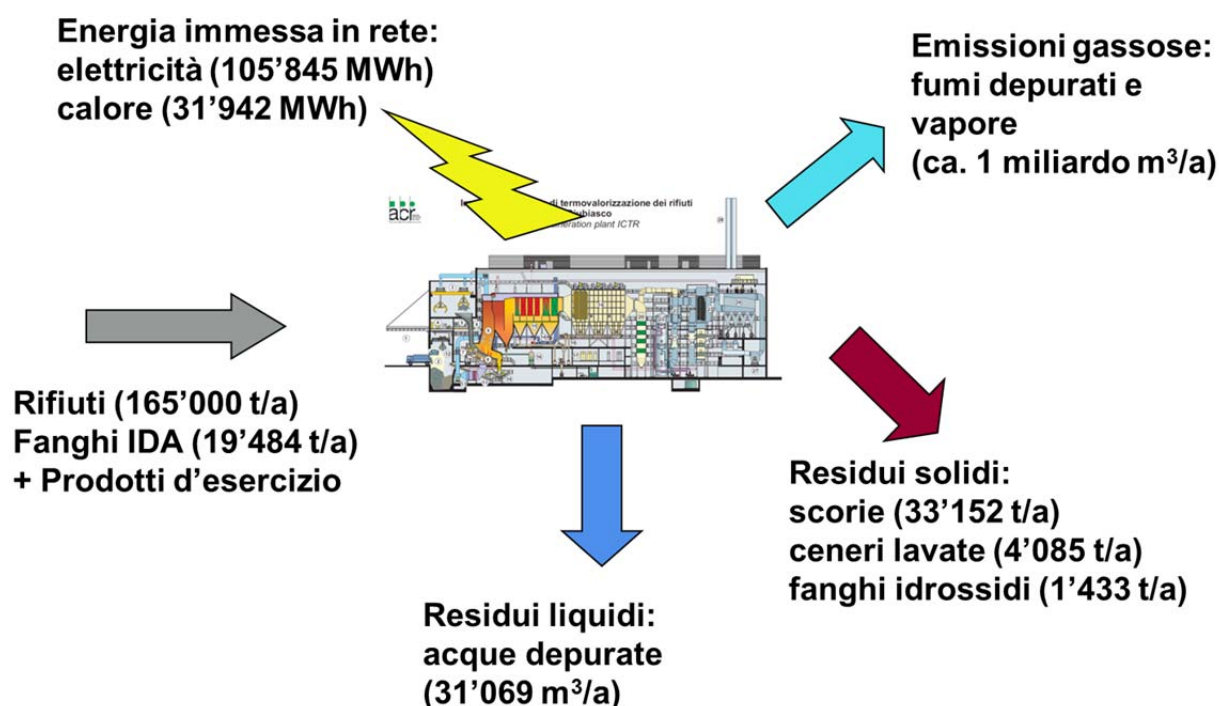 Energia immessa in rete:
elettricità (105’845 MWh)
calore (31’942 MWh)
Emissioni gassose:
fumi depurati e
vapore
(ca. 1 miliardo m³/a)
acr
di termovalorizzazione dei rifiuti
Giubiasco
generation plant ICTR
Rifiuti (165’000 t/a)
Fanghi IDA (19’484 t/a)
+ Prodotti d’esercizio
Residui solidi:
scorie (33’152 t/a)
ceneri lavate (4’085 t/a)
fanghi idrossidi (1’433 t/a)
Residui liquidi:
acque depurate
(31’069 m³/a)